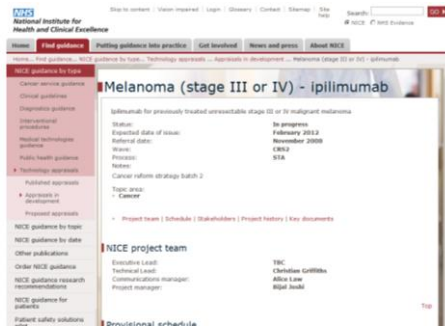 NHS
National Institute for
Health and Clinical Excellence
Skip to content | Vision impaired | Login | Glossary | Contact | Sitemap | Site help
Search: GO
NICE NHS Evidence
Home
Find guidance
Putting guidance into practice
Get involved
News and press
About NICE
Home... Find guidance... NICE guidance by type... Technology appraisals ... Appraisals in development ... Melanoma (stage III or IV) - ipilimumab
NICE guidance by type
Cancer service guidance
Clinical guidelines
Diagnostics guidance
Interventional
procedures
Medical technologies
guidance
Public health guidance
Technology appraisals
Published appraisals
Appraisals in
development
Proposed appraisals
NICE guidance by topic
NICE guidance by date
Other publications
Order NICE guidance
NICE guidance research
recommendations
NICE guidance for
patients
Patient safety solutions
pilot
Melanoma (stage III or IV) - ipilimumab
Ipilimumab for previously treated unresectable stage III or IV malignant melanoma
Status: In progress
Expected date of issue: February 2012
Referral date: November 2008
Wave: CRS2
Process: STA
Notes:
Cancer reform strategy batch 2
Topic area:
Cancer
Project team | Schedule | Stakeholders | Project history | Key documents
NICE project team
Executive Lead: TBC
Technical Lead: Christian Griffiths
Communications manager: Alice Law
Project manager: Bijal Joshi
Top
Provisional schedule